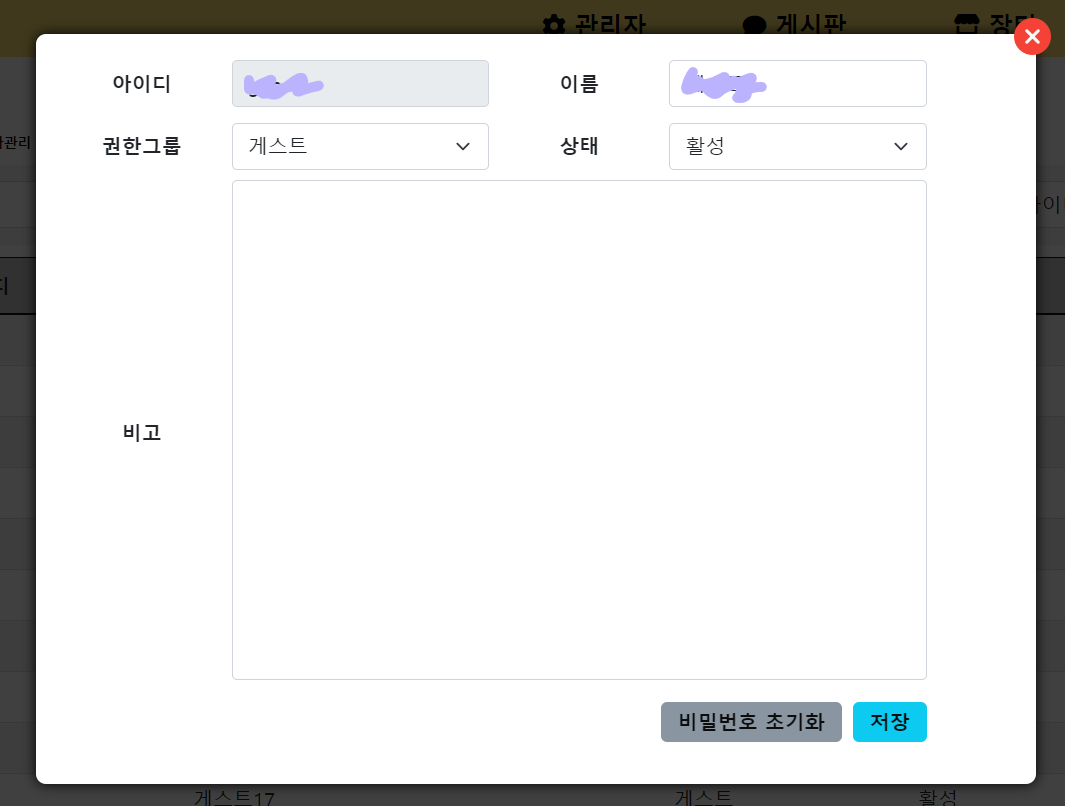 관리자 게시판
아이디 이름
권한그룹 게스트 상태 활성
비고
비밀번호 초기화 저장
게스트17 게스트 활성